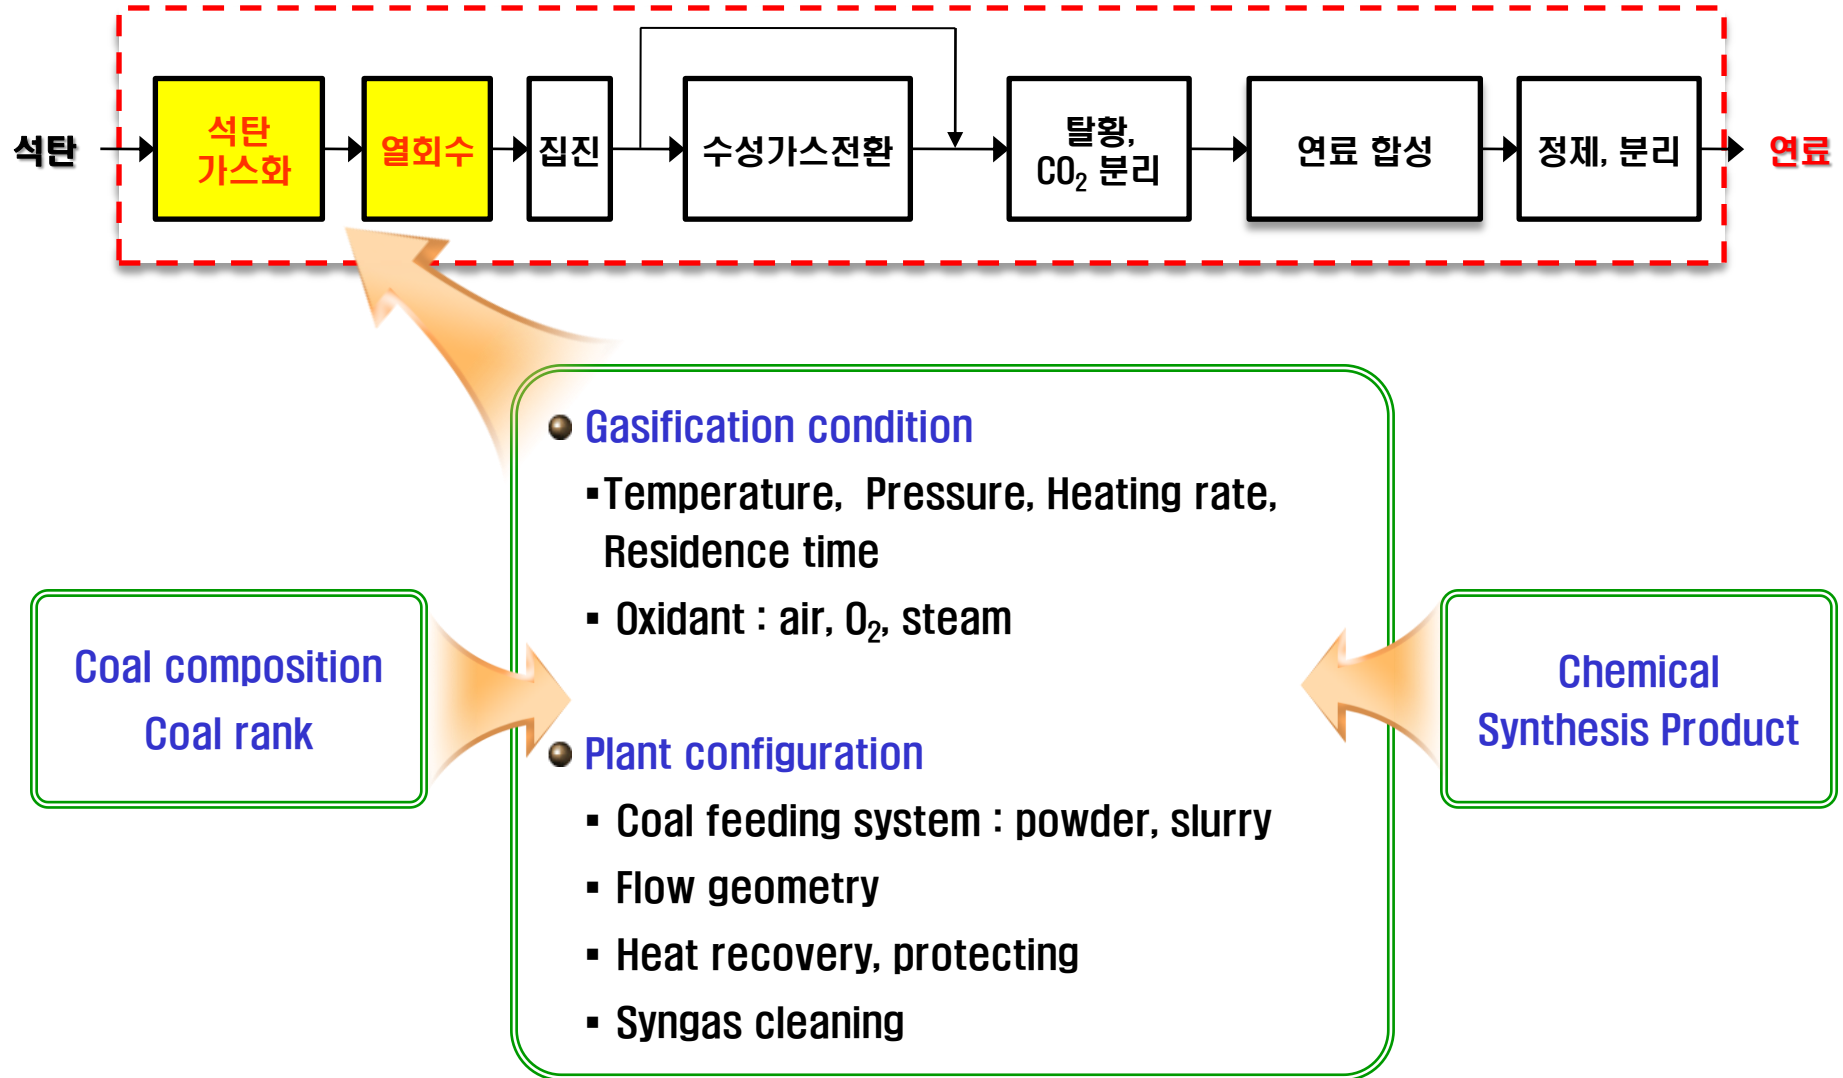 석탄
석탄
가스화
열회수
집진
수성가스전환
탈황,
CO₂ 분리
연료 합성
정제, 분리
연료
Gasification condition
▪Temperature, Pressure, Heating rate,
Residence time
▪ Oxidant : air, O₂, steam
Coal composition
Coal rank
Plant configuration
▪ Coal feeding system : powder, slurry
▪ Flow geometry
▪ Heat recovery, protecting
▪ Syngas cleaning
Chemical
Synthesis Product